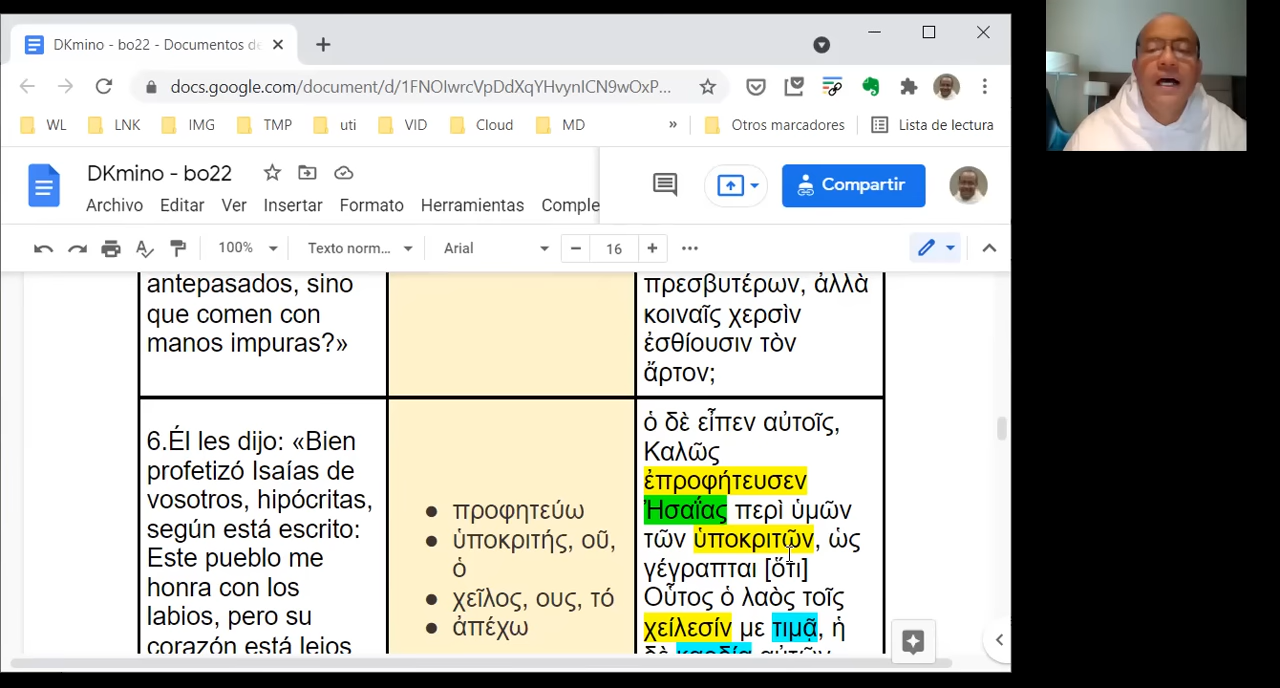 DKmino - bo22 - Documentos de
docs.google.com/document/d/1FNOlwrcVpDdXqYHvynICN9wOxP...
WL LNK IMG TMP uti VID Cloud MD » Otros marcadores Lista de lectura
DKmino - bo22
Compartir
Archivo Editar Ver Insertar Formato Herramientas Comple
100% Texto norm... Arial 16
antepasados, sino
que comen con
manos impuras?»
πρεσβυτέρων, ἀλλὰ
κοιναῖς χερσὶν
ἐσθίουσιν τὸν
ἄρτον;
6.Él les dijo: «Bien
profetizó Isaías de
vosotros, hipócritas,
según está escrito:
Este pueblo me
honra con los
labios, pero su
corazón está lejos
● προφητεύω
● ὑποκριτής, οῦ,
ὁ
● χεῖλος, ους, τό
● ἀπέχω
ὁ δὲ εἶπεν αὐτοῖς,
Καλῶς
ἐπροφήτευσεν
Ἠσαΐας περὶ ὑμῶν
τῶν ὑποκριτῶν, ὡς
γέγραπται [ὅτι]
Οὗτος ὁ λαὸς τοῖς
χείλεσίν με τιμᾷ, ἡ
δὲ καρδία αὐτῶν